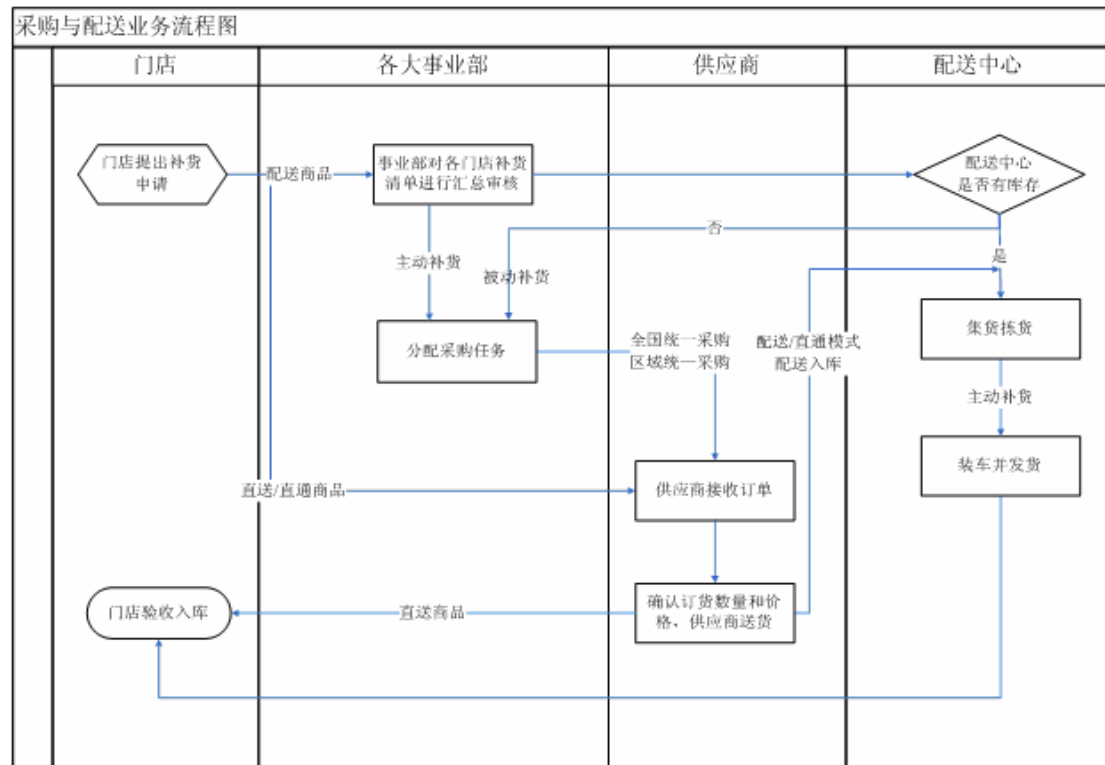 采购与配送业务流程图
门店
各大事业部
供应商
配送中心
门店提出补货
申请
配送商品
事业部对各门店补货
清单进行汇总审核
配送中心
是否有库存
否
是
主动补货
被动补货
集货拣货
分配采购任务
全国统一采购
区域统一采购
配送/直通模式
配送入库
主动补货
装车并发货
直送/直通商品
供应商接收订单
门店验收入库
直送商品
确认订货数量和价
格，供应商送货